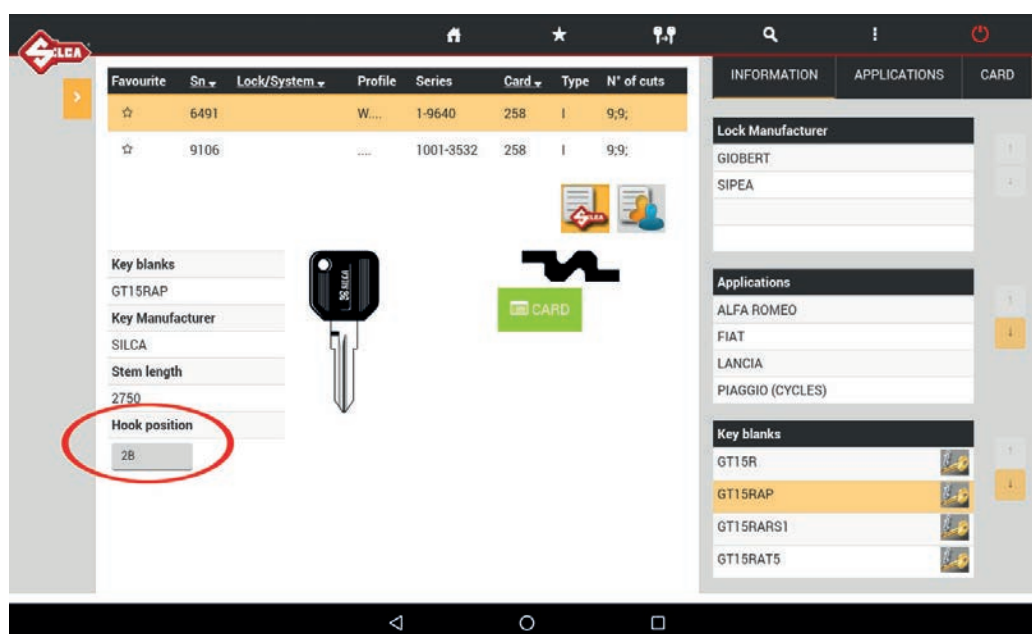 SILCA
Favourite Sn Lock/System Profile Series Card Type N° of cuts
6491 W.... 1-9640 258 I 9;9;
9106 .... 1001-3532 258 I 9;9;
SILCA
Key blanks
GT15RAP
Key Manufacturer
SILCA
Stem length
2750
Hook position
2B
SILCA
CARD
INFORMATION APPLICATIONS CARD
Lock Manufacturer
GIOBERT
SIPEA
Applications
ALFA ROMEO
FIAT
LANCIA
PIAGGIO (CYCLES)
Key blanks
GT15R
GT15RAP
GT15RARS1
GT15RAT5